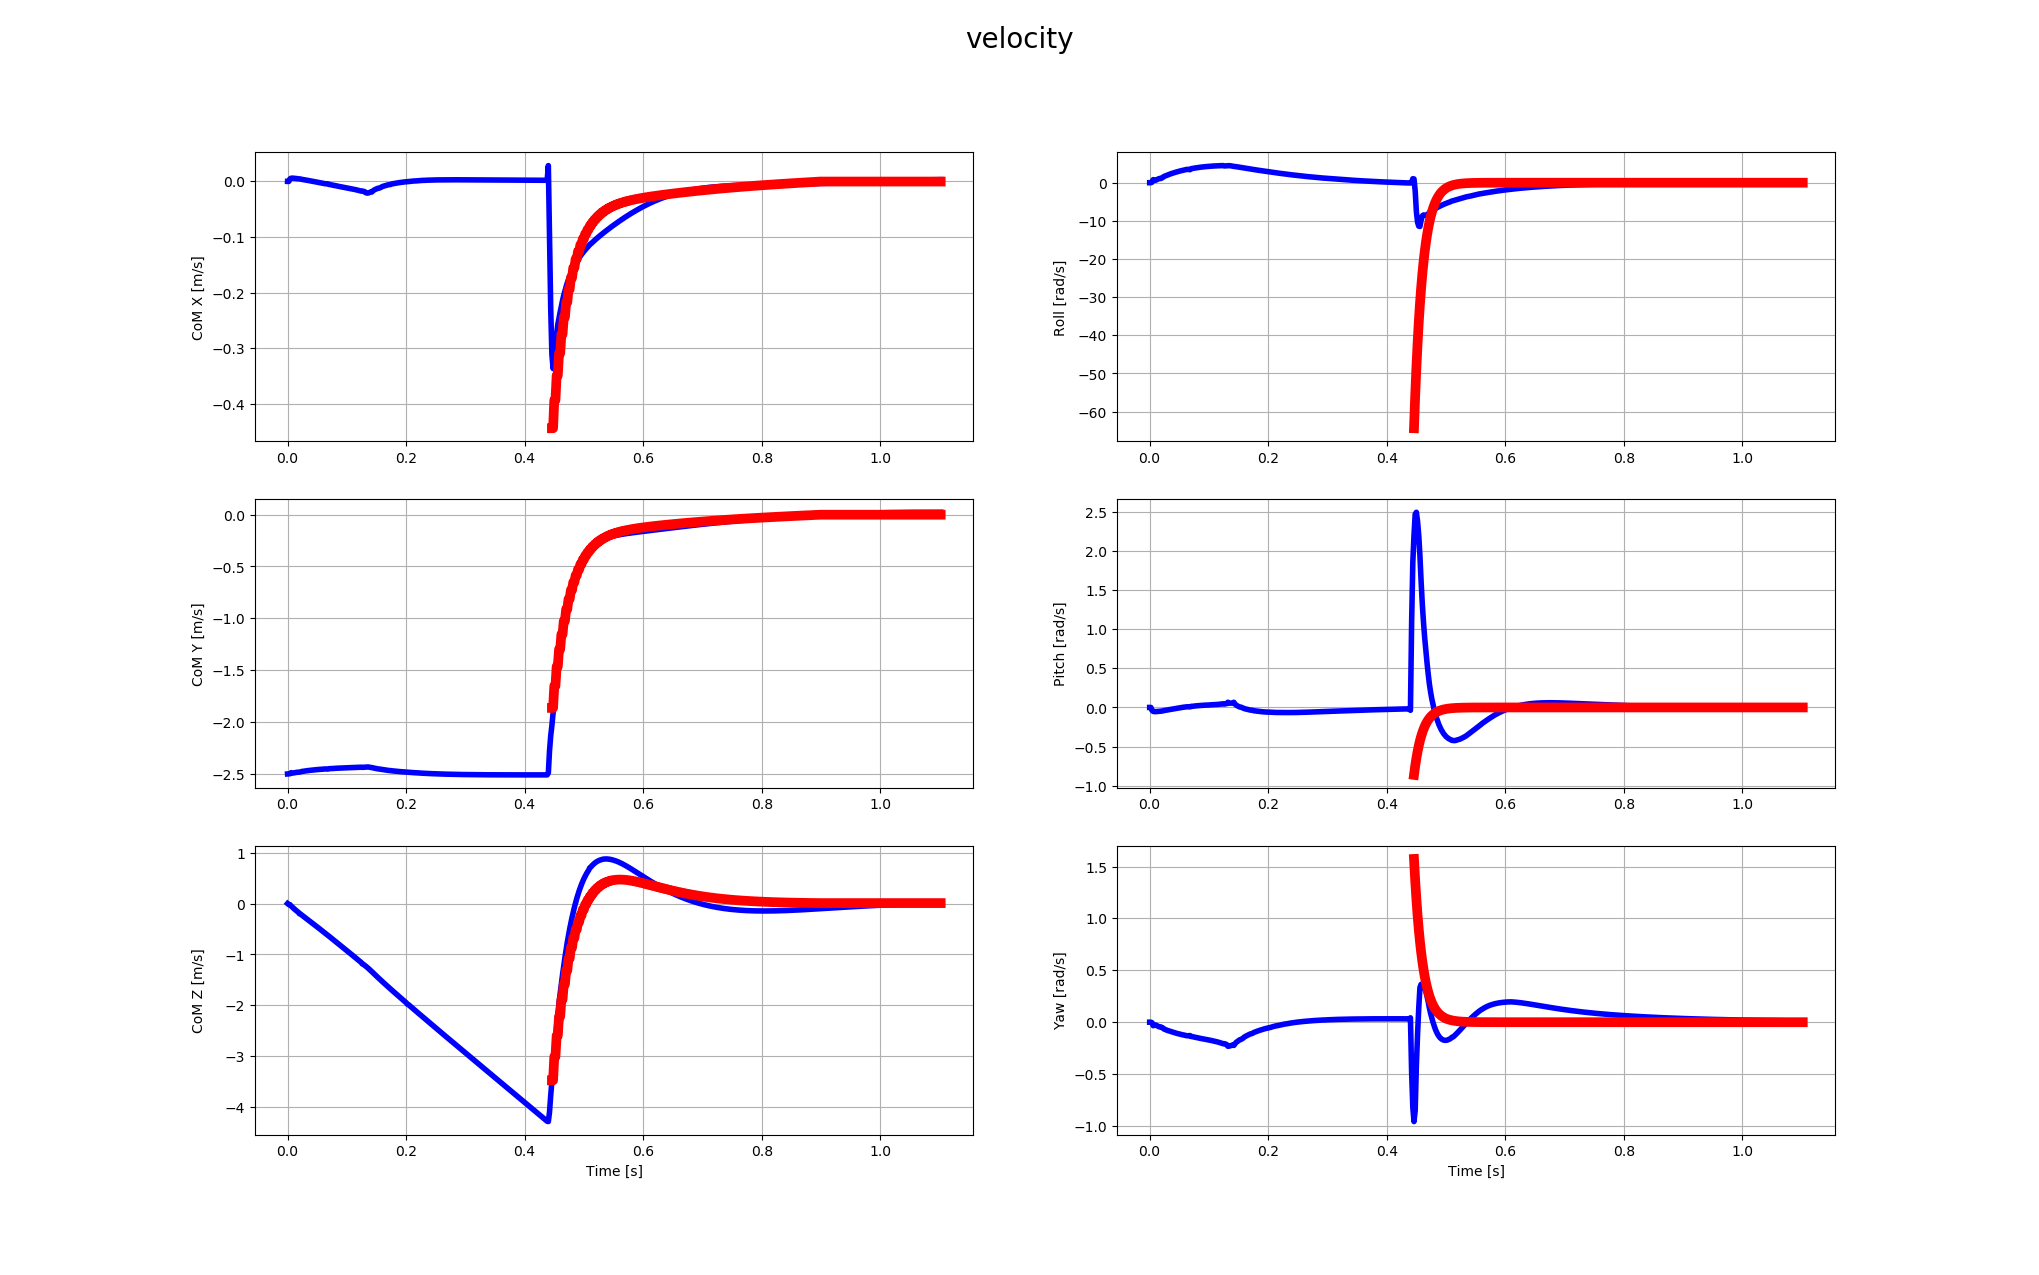 velocity
CoM X [m/s]
0.0
−0.1
−0.2
−0.3
−0.4
0.0 0.2 0.4 0.6 0.8 1.0
Roll [rad/s]
0
−10
−20
−30
−40
−50
−60
0.0 0.2 0.4 0.6 0.8 1.0
CoM Y [m/s]
0.0
−0.5
−1.0
−1.5
−2.0
−2.5
0.0 0.2 0.4 0.6 0.8 1.0
Pitch [rad/s]
2.5
2.0
1.5
1.0
0.5
0.0
−0.5
−1.0
0.0 0.2 0.4 0.6 0.8 1.0
CoM Z [m/s]
1
0
−1
−2
−3
−4
0.0 0.2 0.4 0.6 0.8 1.0
Time [s]
Yaw [rad/s]
1.5
1.0
0.5
0.0
−0.5
−1.0
0.0 0.2 0.4 0.6 0.8 1.0
Time [s]